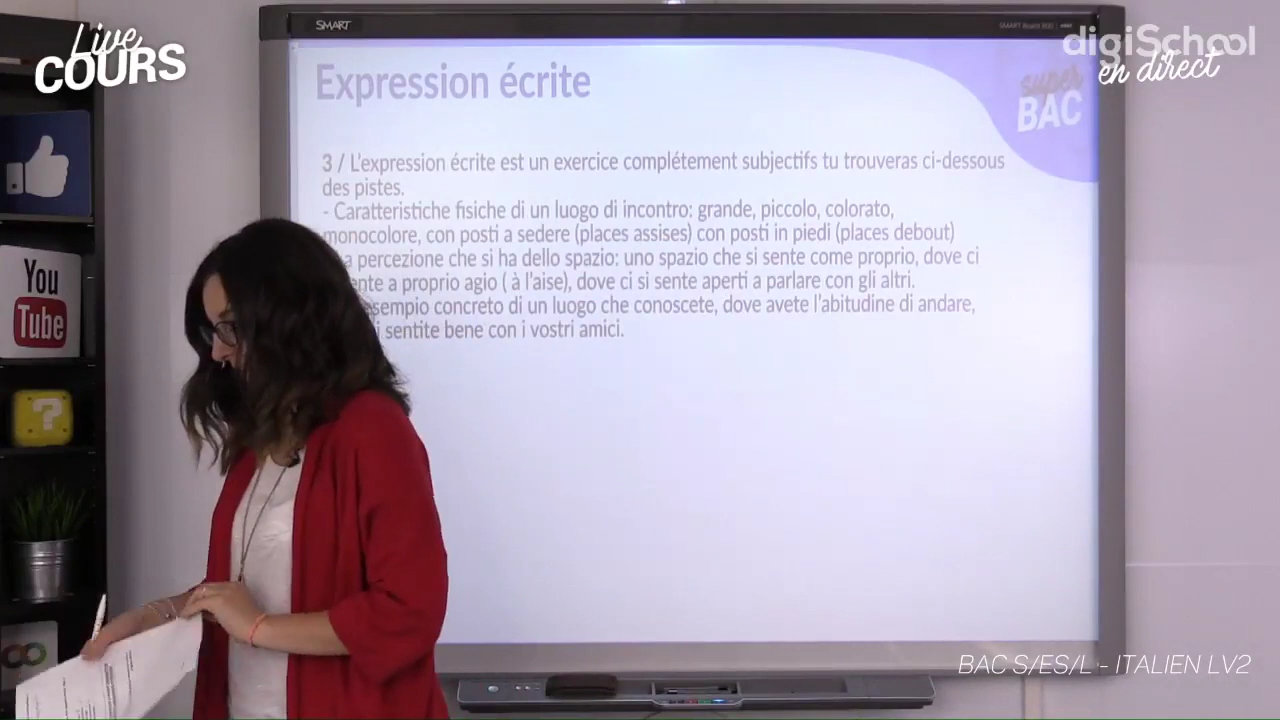 Live
COURS
SMART
digiSchool
en direct
Expression écrite
super
BAC
3 / L'expression écrite est un exercice complétement subjectifs tu trouveras ci-dessous
des pistes.
- Caratteristiche fisiche di un luogo di incontro: grande, piccolo, colorato,
monocolore, con posti a sedere (places assises) con posti in piedi (places debout)
a percezione che si ha dello spazio: uno spazio che si sente come proprio, dove ci
ente a proprio agio ( à l'aise), dove ci si sente aperti a parlare con gli altri.
sempio concreto di un luogo che conoscete, dove avete l'abitudine di andare,
i sentite bene con i vostri amici.
You
Tube
?
BAC S/ES/L - ITALIEN LV2